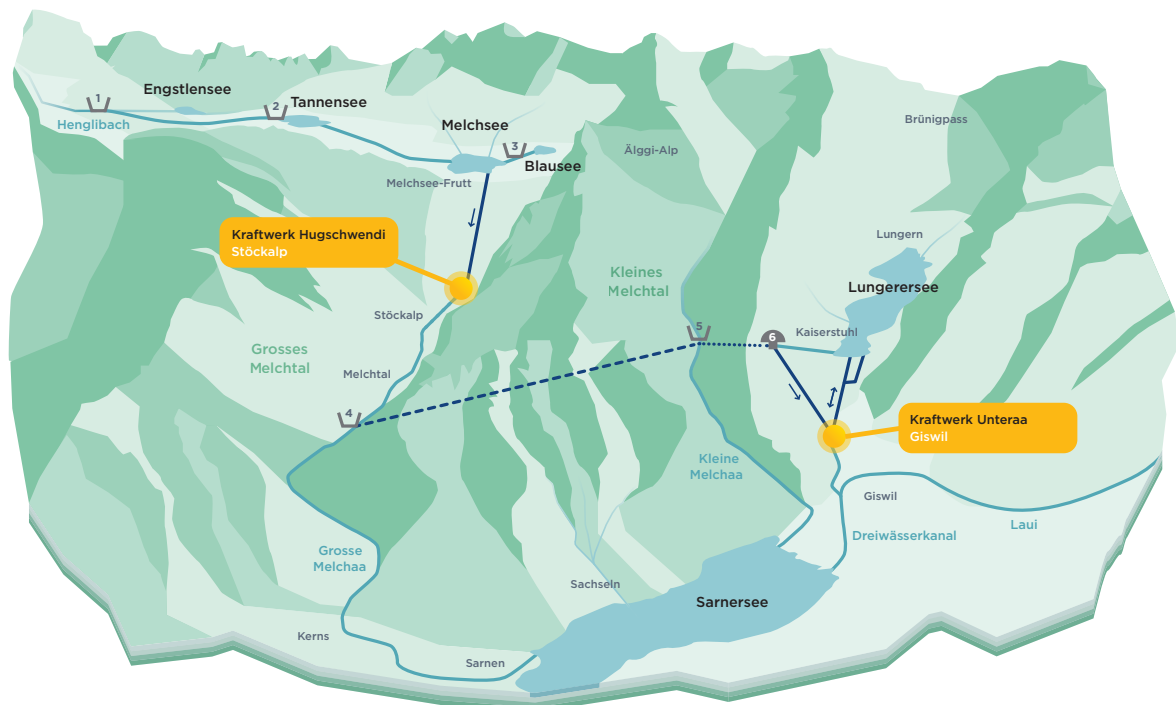 1
Engstlensee
2
Tannensee
Henglibach
Melchsee
3
Blausee
Melchsee-Frutt
Älggi-Alp
Brünigpass
Kraftwerk Hugschwendi
Stöckalp
Lungern
Kleines
Melchtal
Lungerersee
Stöckalp
5
6
Kaiserstuhl
Grosses
Melchtal
Melchtal
4
Kraftwerk Unteraa
Giswil
Kleine
Melchaa
Giswil
Laui
Dreiwässerkanal
Grosse
Melchaa
Sachseln
Sarnersee
Kerns
Sarnen